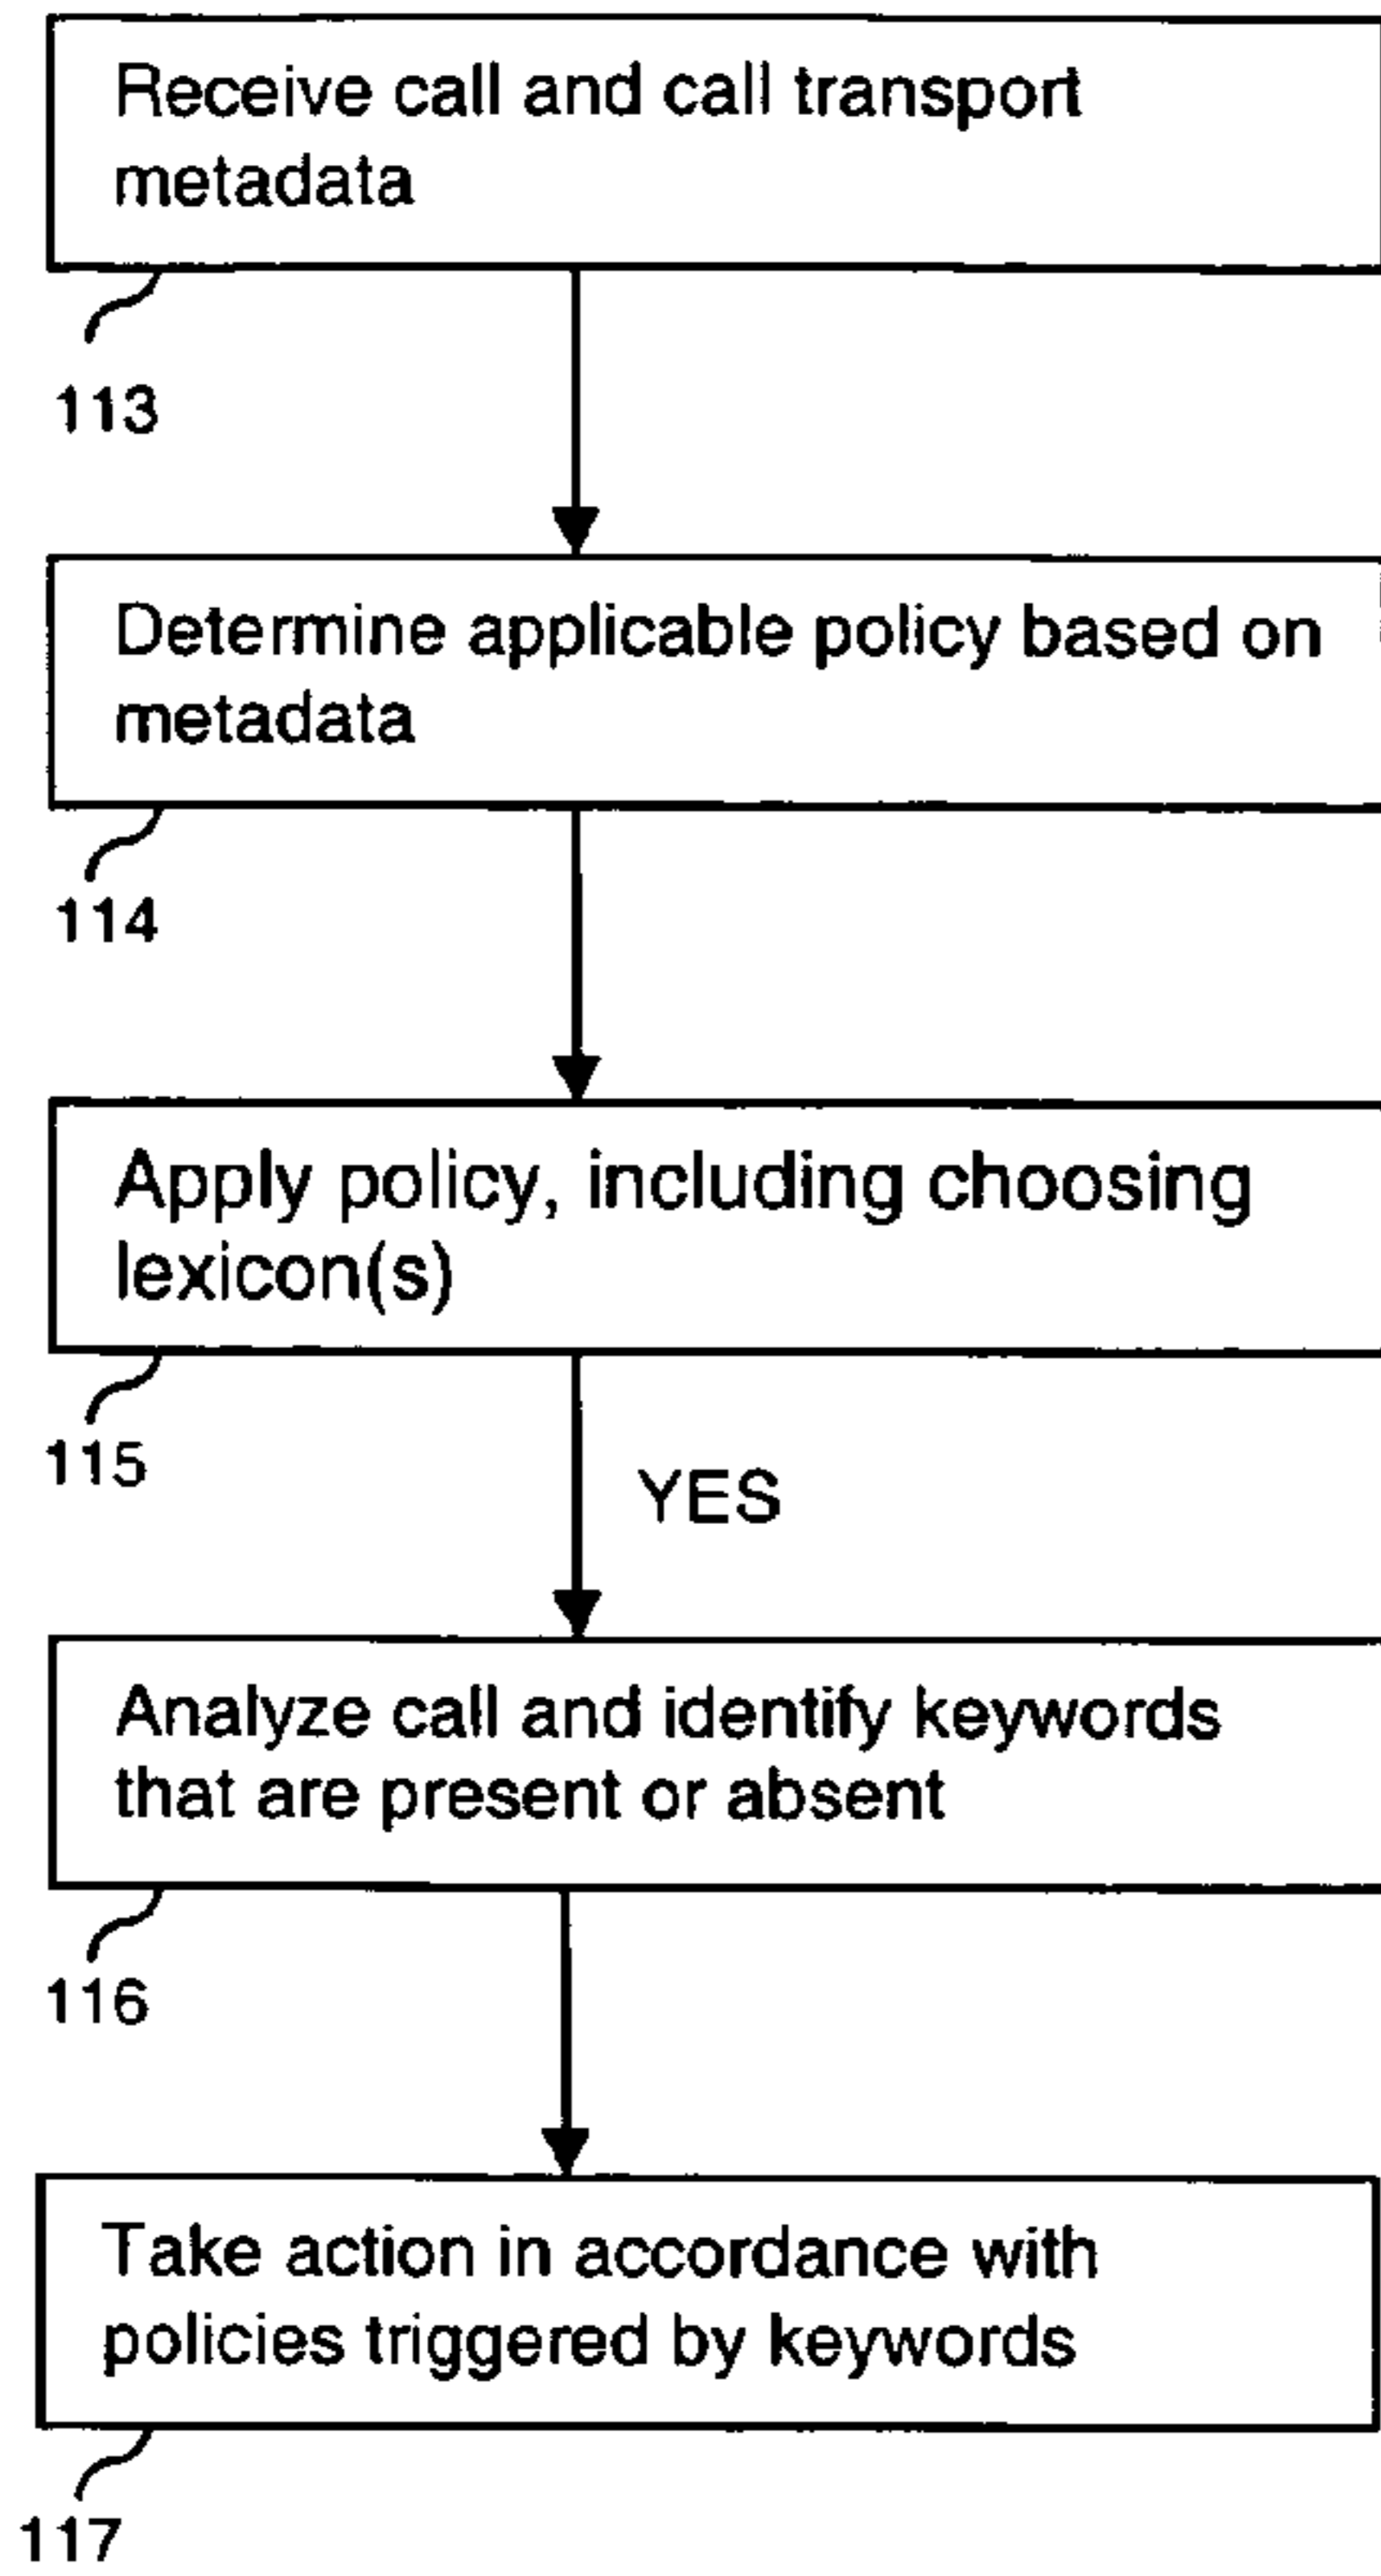 Receive call and call transport
metadata
113
Determine applicable policy based on
metadata
114
Apply policy, including choosing
lexicon(s)
115
YES
Analyze call and identify keywords
that are present or absent
116
Take action in accordance with
policies triggered by keywords
117